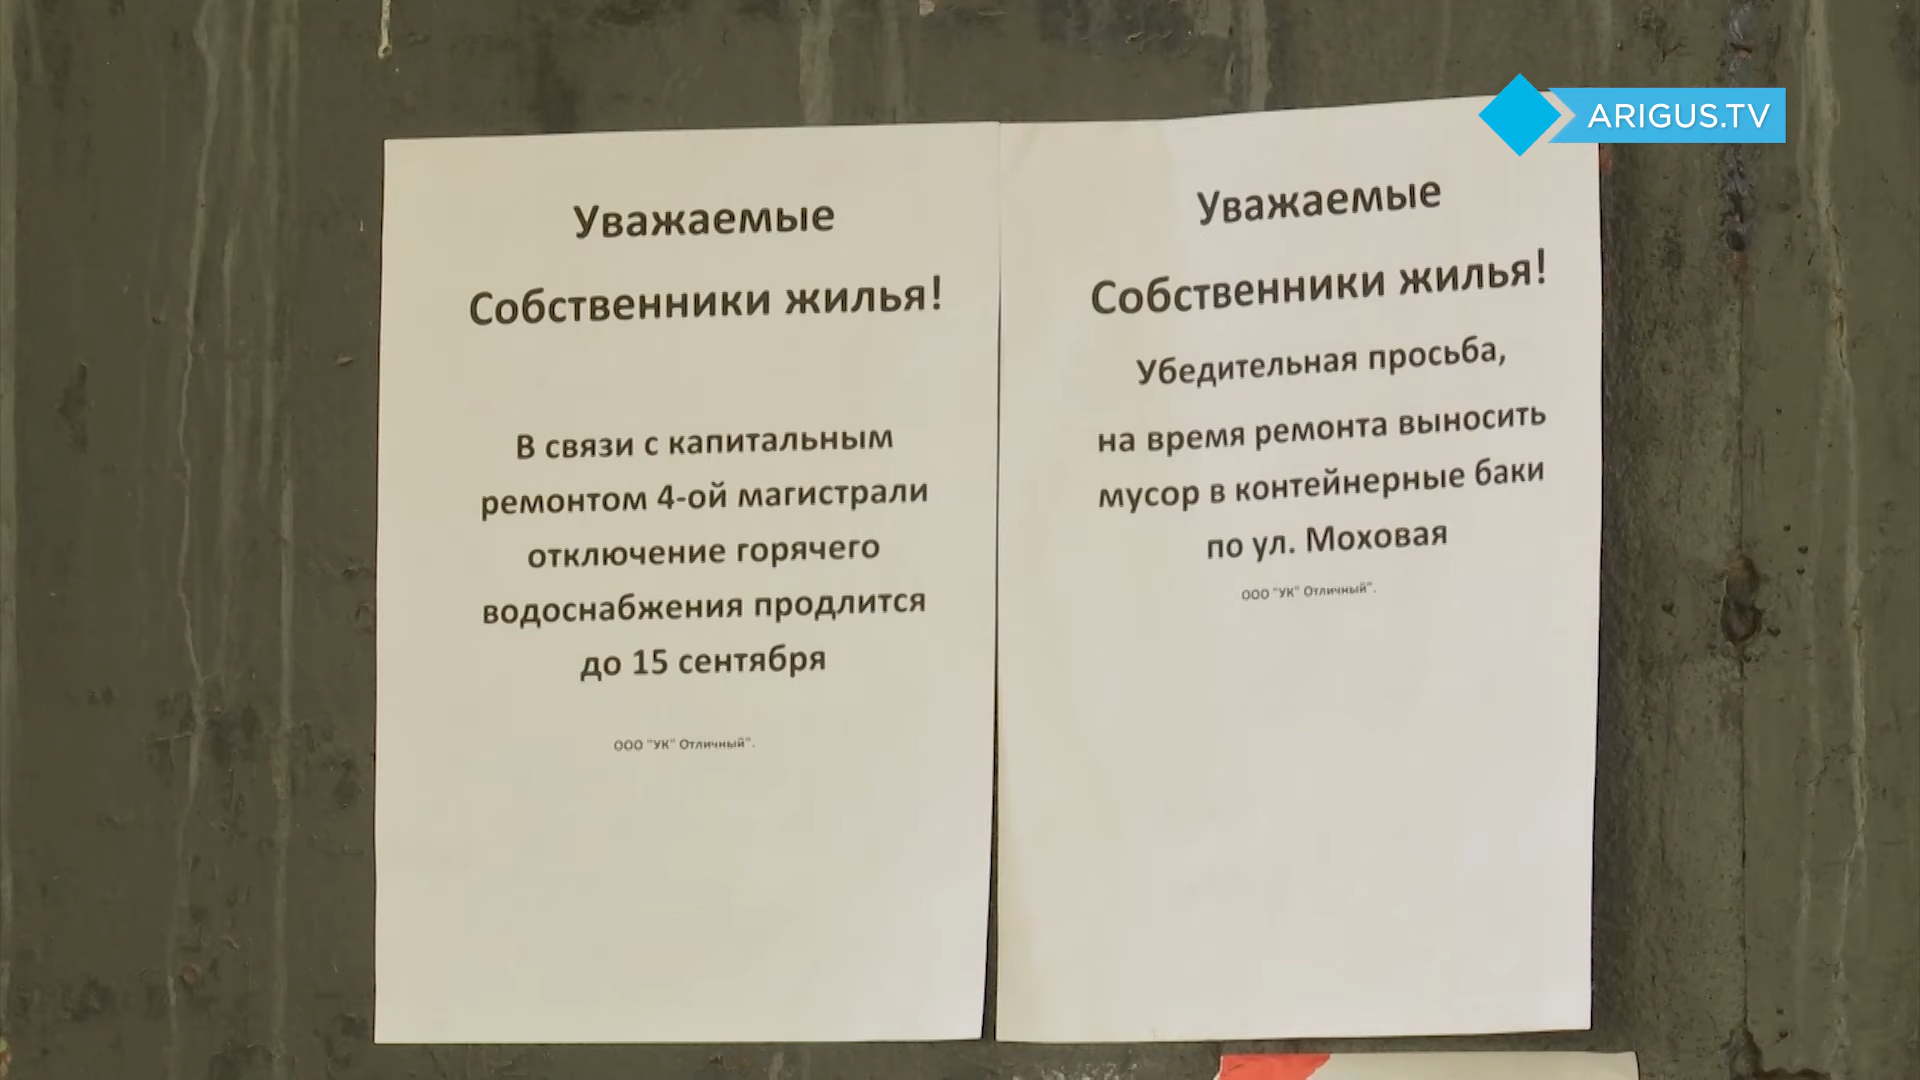 ARIGUS.TV
Уважаемые
Собственники жилья!
В связи с капитальным
ремонтом 4-ой магистрали
отключение горячего
водоснабжения продлится
до 15 сентября
ООО "УК" Отличный".
Уважаемые
Собственники жилья!
Убедительная просьба,
на время ремонта выносить
мусор в контейнерные баки
по ул. Моховая
ООО "УК" Отличный".